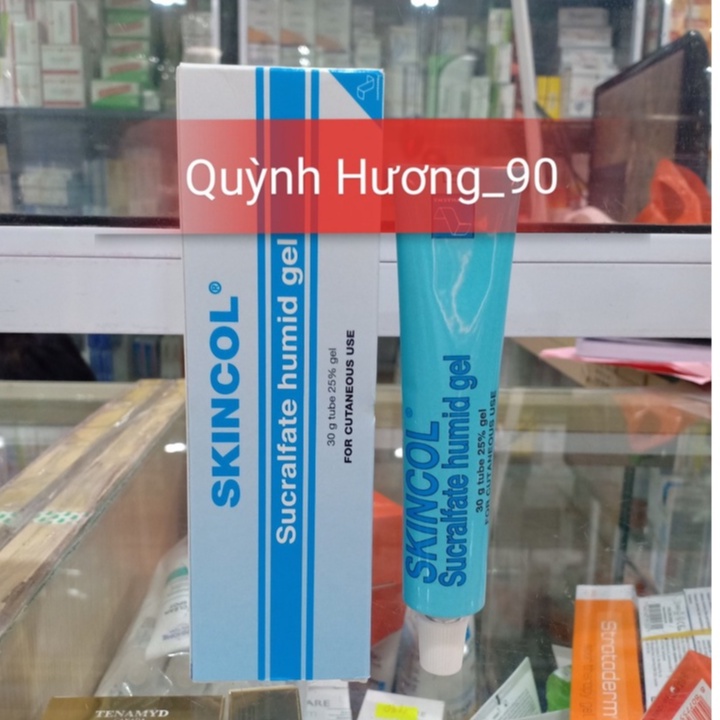 Quỳnh Hương_90
SKINCOL®
Sucralfate humid gel
30 g tube 25% gel
FOR CUTANEOUS USE
SKINCOL®
Sucralfate humid gel
30 g tube 25% gel
FOR CUTANEOUS USE
Stratoderm
TENAMYD